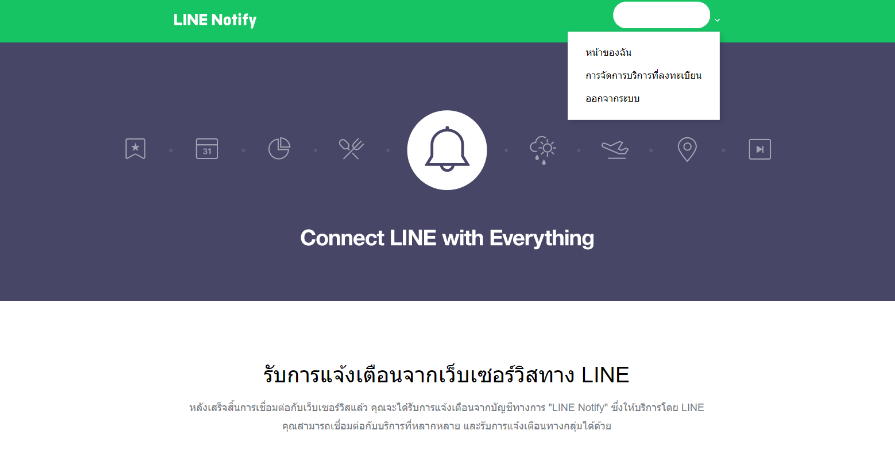 LINE Notify
หน้าของฉัน
การจัดการบริการที่ลงทะเบียน
ออกจากระบบ
31
Connect LINE with Everything
รับการแจ้งเตือนจากเว็บเซอร์วิสทาง LINE
หลังเสร็จสิ้นการเชื่อมต่อกับเว็บเซอร์วิสแล้ว คุณจะได้รับการแจ้งเตือนจากบัญชีทางการ "LINE Notify" ซึ่งให้บริการโดย LINE
คุณสามารถเชื่อมต่อกับบริการที่หลากหลาย และรับการแจ้งเตือนทางกลุ่มได้ด้วย